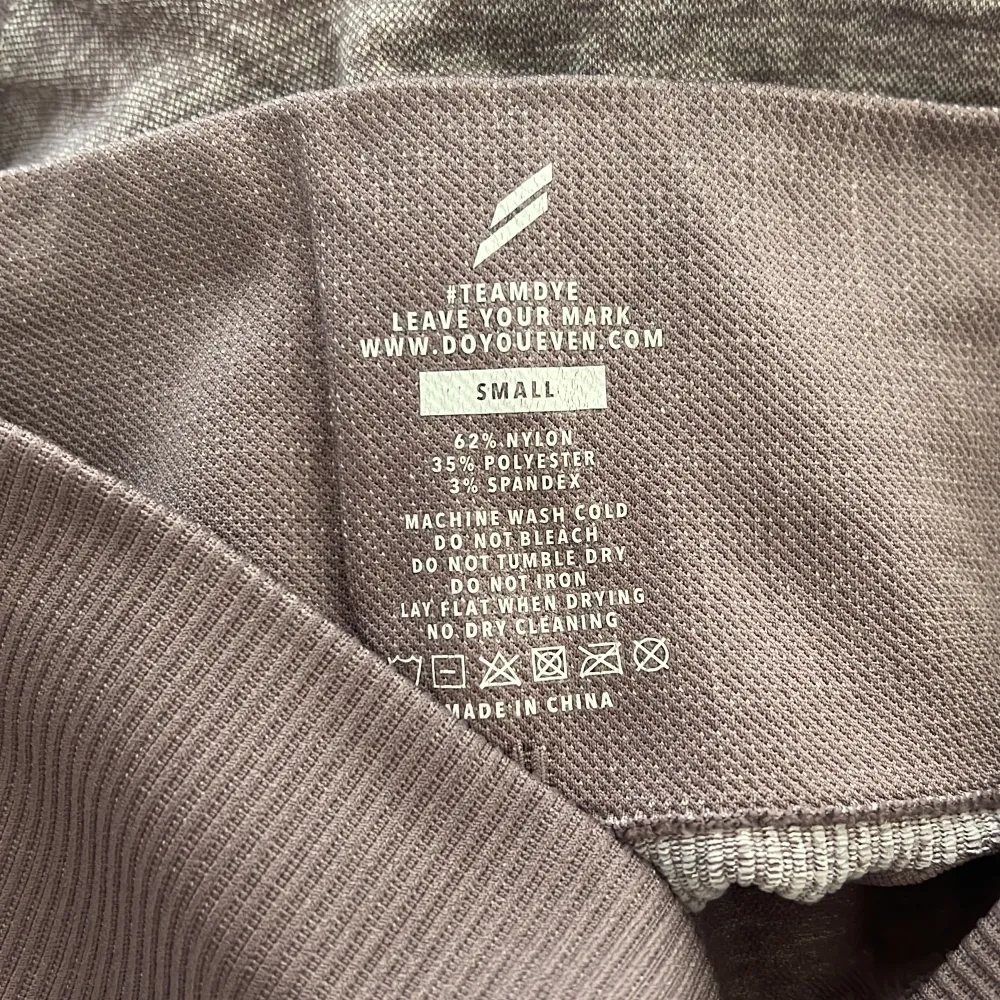 #TEAMDYE
LEAVE YOUR MARK
WWW.DOYOUEVEN.COM
SMALL
62% NYLON
35% POLYESTER
3% SPANDEX
MACHINE WASH COLD
DO NOT BLEACH
DO NOT TUMBLE DRY
DO NOT IRON
LAY FLAT WHEN DRYING
NO DRY CLEANING
MADE IN CHINA